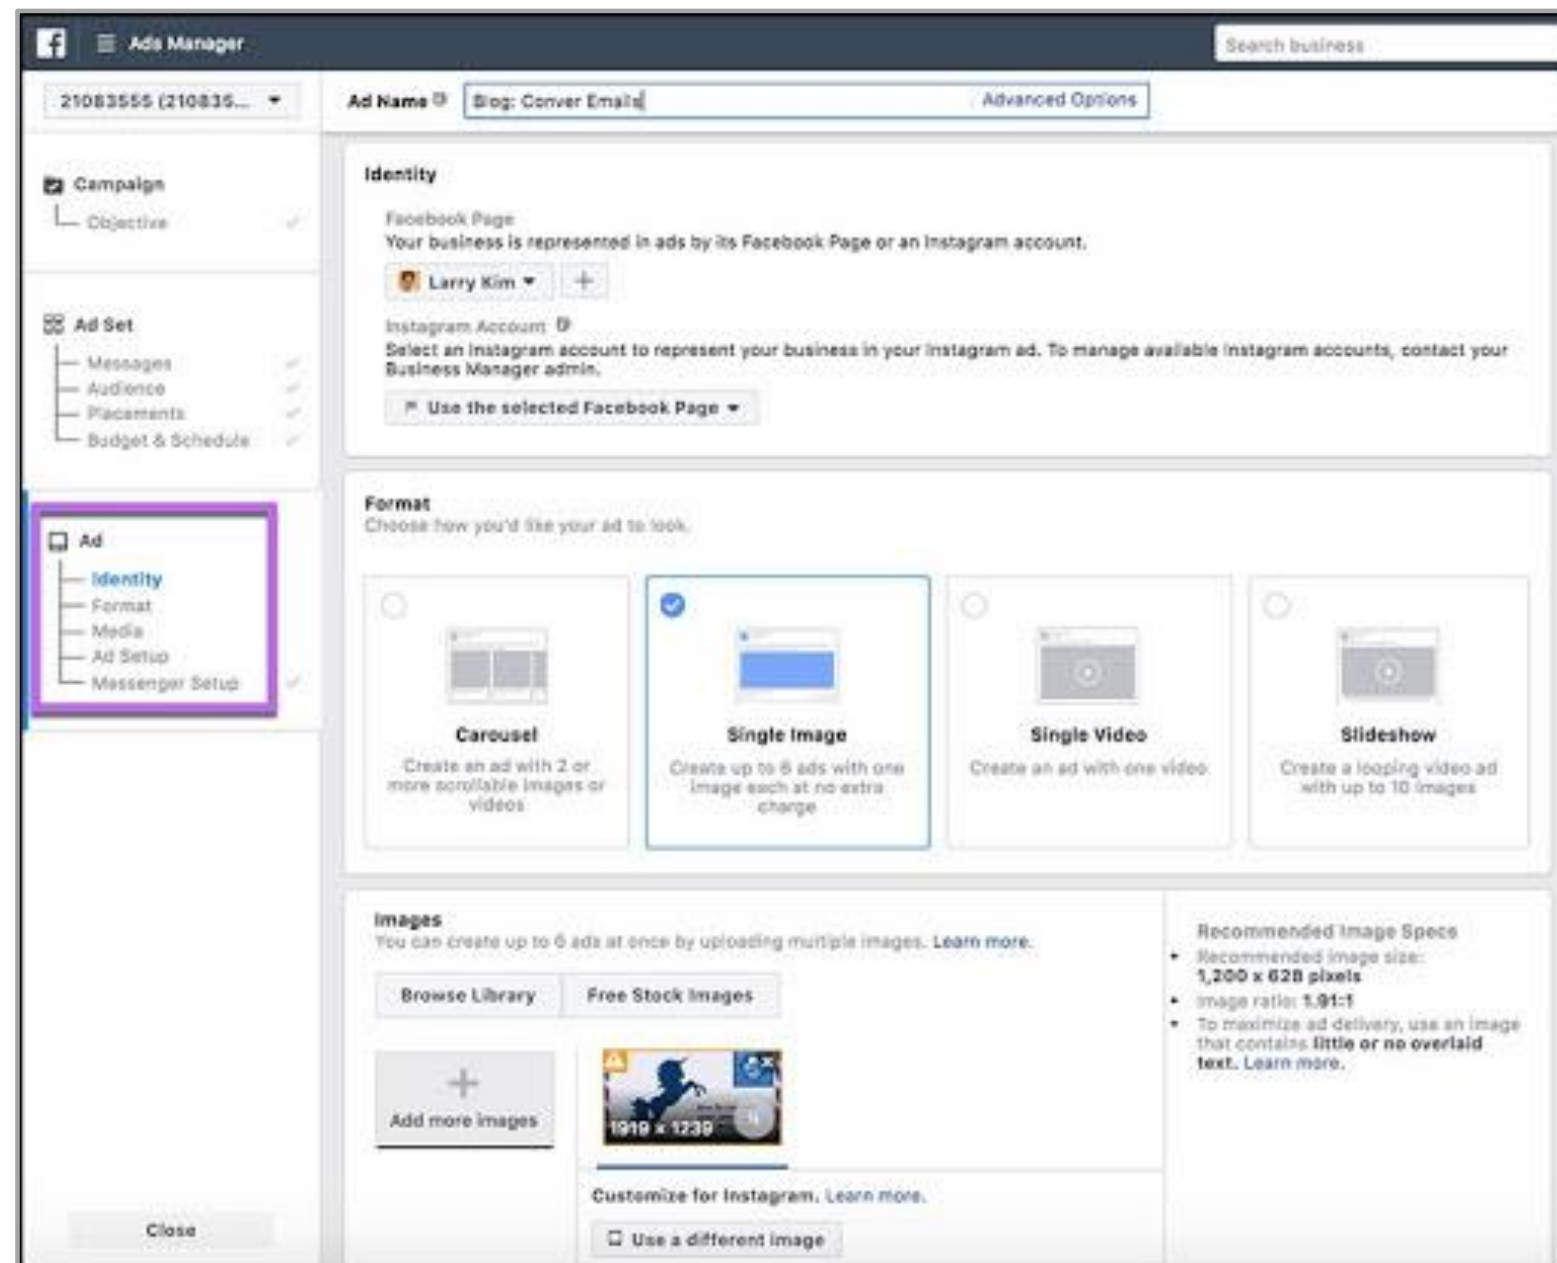 Ads Manager
Search business
21083555 (210835...
Ad Name
Blog: Conver Emails
Advanced Options
Campaign
Objective
Ad Set
Messages
Audience
Placements
Budget & Schedule
Ad
Identity
Format
Media
Ad Setup
Messenger Setup
Close
Identity
Facebook Page
Your business is represented in ads by its Facebook Page or an Instagram account.
Larry Kim
Instagram Account
Select an Instagram account to represent your business in your Instagram ad. To manage available Instagram accounts, contact your
Business Manager admin.
Use the selected Facebook Page
Format
Choose how you'd like your ad to look.
Carousel
Create an ad with 2 or
more scrollable images or
videos
Single Image
Create up to 6 ads with one
image each at no extra
charge
Single Video
Create an ad with one video
Slideshow
Create a looping video ad
with up to 10 images
Images
You can create up to 6 ads at once by uploading multiple images. Learn more.
Browse Library
Free Stock Images
Add more images
1919 x 1239
Customize for Instagram. Learn more.
Use a different image
Recommended Image Specs
Recommended image size:
1,200 x 628 pixels
Image ratio: 1.91:1
To maximize ad delivery, use an image
that contains little or no overlaid
text. Learn more.